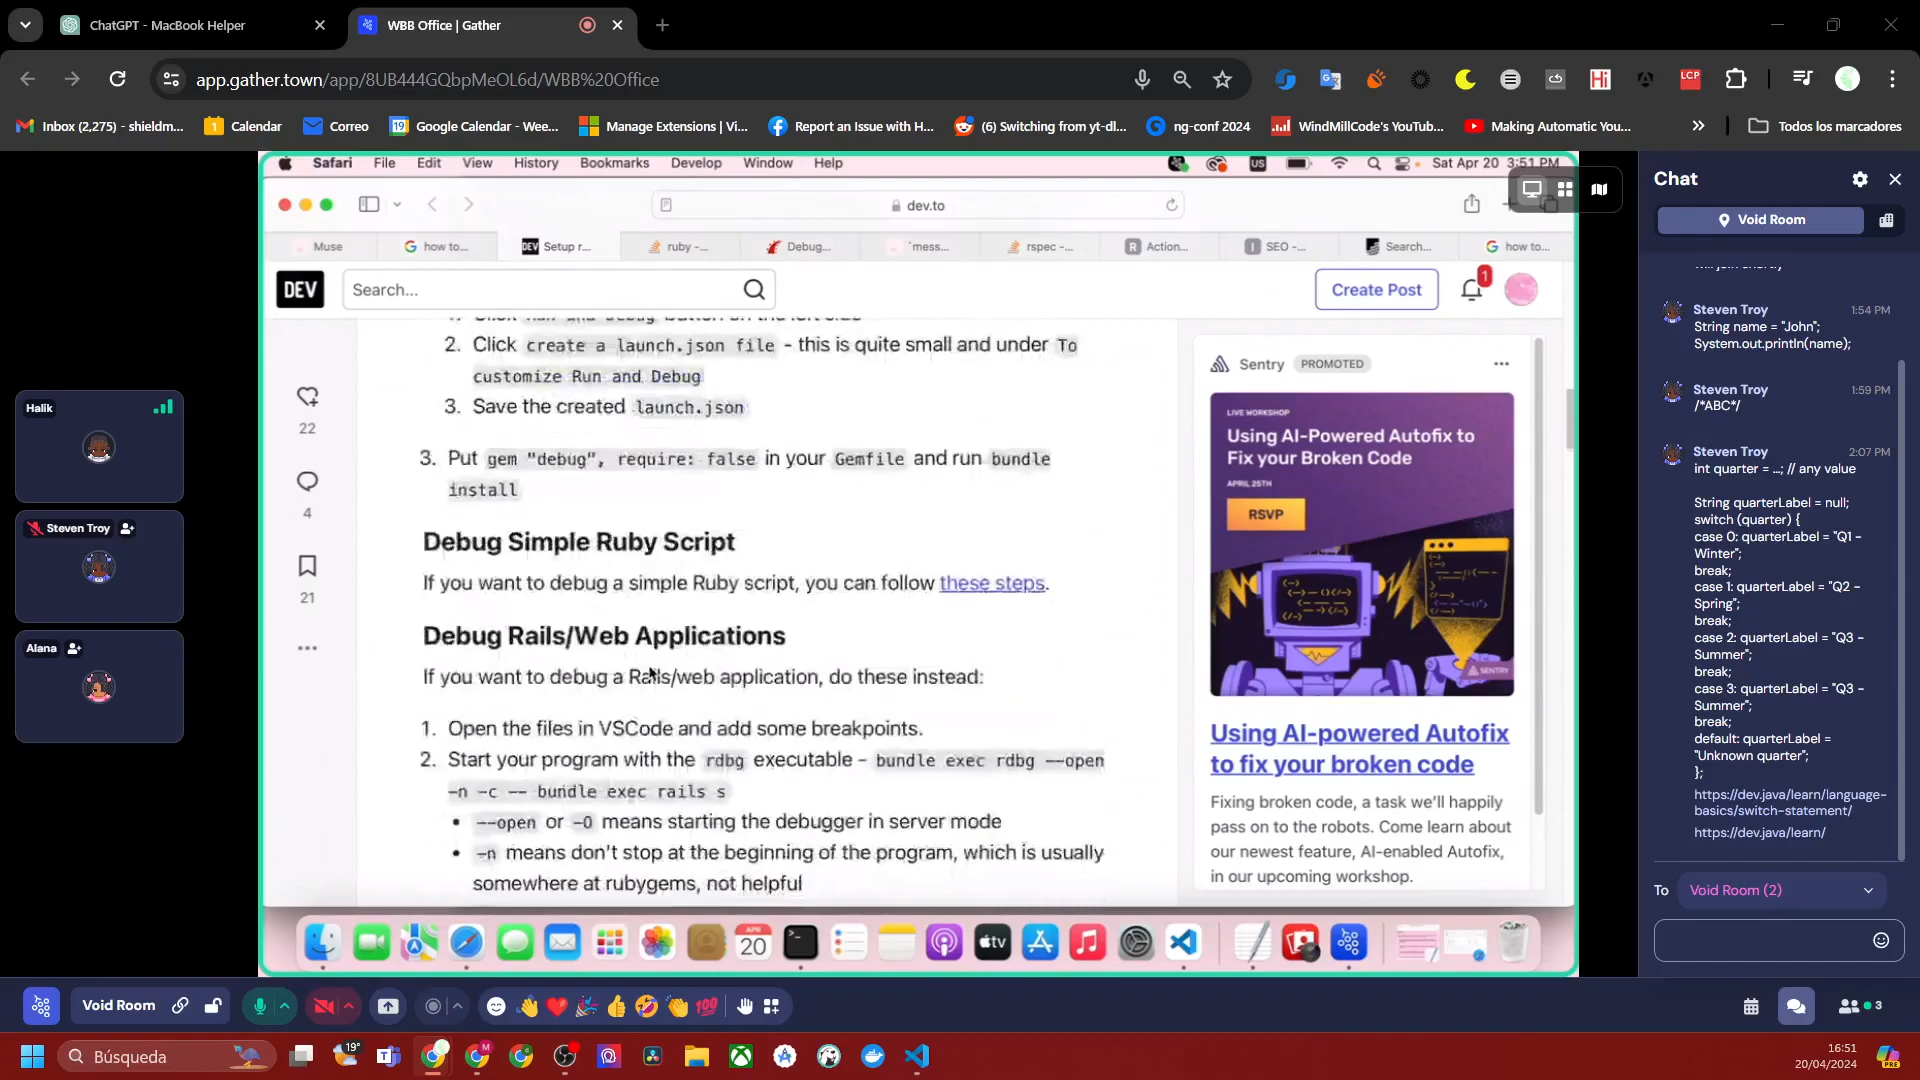 ChatGPT - MacBook Helper
WBB Office | Gather
app.gather.town/app/8UB444GQbpMeOL6d/WBB%20Office
Inbox (2,275) - shieldm...
Calendar
Correo
Google Calendar - Wee...
Manage Extensions | Vi...
Report an Issue with H...
(6) Switching from yt-dl...
ng-conf 2024
WindMillCode's YouTub...
Making Automatic You...
Todos los marcadores
Safari File Edit View History Bookmarks Develop Window Help
US
Sat Apr 20 3:51 PM
dev.to
Muse
how to...
DEV Setup r...
ruby -...
Debug...
`mess...
rspec -...
R Action...
I SEO -...
Search...
how to...
DEV
Search...
Create Post
1
2. Click create a launch.json file - this is quite small and under To
customize Run and Debug
3. Save the created launch.json
3. Put gem "debug", require: false in your Gemfile and run bundle
install
Debug Simple Ruby Script
If you want to debug a simple Ruby script, you can follow these steps.
Debug Rails/Web Applications
If you want to debug a Rails/web application, do these instead:
1. Open the files in VSCode and add some breakpoints.
2. Start your program with the rdbg executable - bundle exec rdbg --open
-n -c -- bundle exec rails s
• --open or -O means starting the debugger in server mode
• -n means don't stop at the beginning of the program, which is usually
somewhere at rubygems, not helpful
22
4
21
Sentry PROMOTED
LIVE WORKSHOP
Using AI-Powered Autofix to
Fix your Broken Code
APRIL 25TH
RSVP
SENTRY
Using AI-powered Autofix
to fix your broken code
Fixing broken code, a task we'll happily
pass on to the robots. Come learn about
our newest feature, AI-enabled Autofix,
in our upcoming workshop.
APR
20
tv
Halik
Steven Troy
Alana
Chat
Void Room
Steven Troy 1:54 PM
String name = "John";
System.out.println(name);
Steven Troy 1:59 PM
/*ABC*/
Steven Troy 2:07 PM
int quarter = ...; // any value
String quarterLabel = null;
switch (quarter) {
case 0: quarterLabel = "Q1 -
Winter";
break;
case 1: quarterLabel = "Q2 -
Spring";
break;
case 2: quarterLabel = "Q3 -
Summer";
break;
case 3: quarterLabel = "Q3 -
Summer";
break;
default: quarterLabel =
"Unknown quarter";
};
https://dev.java/learn/language-
basics/switch-statement/
https://dev.java/learn/
To Void Room (2)
Void Room
100
3
Búsqueda
19°
16:51
20/04/2024
PRE
Hi
LCP